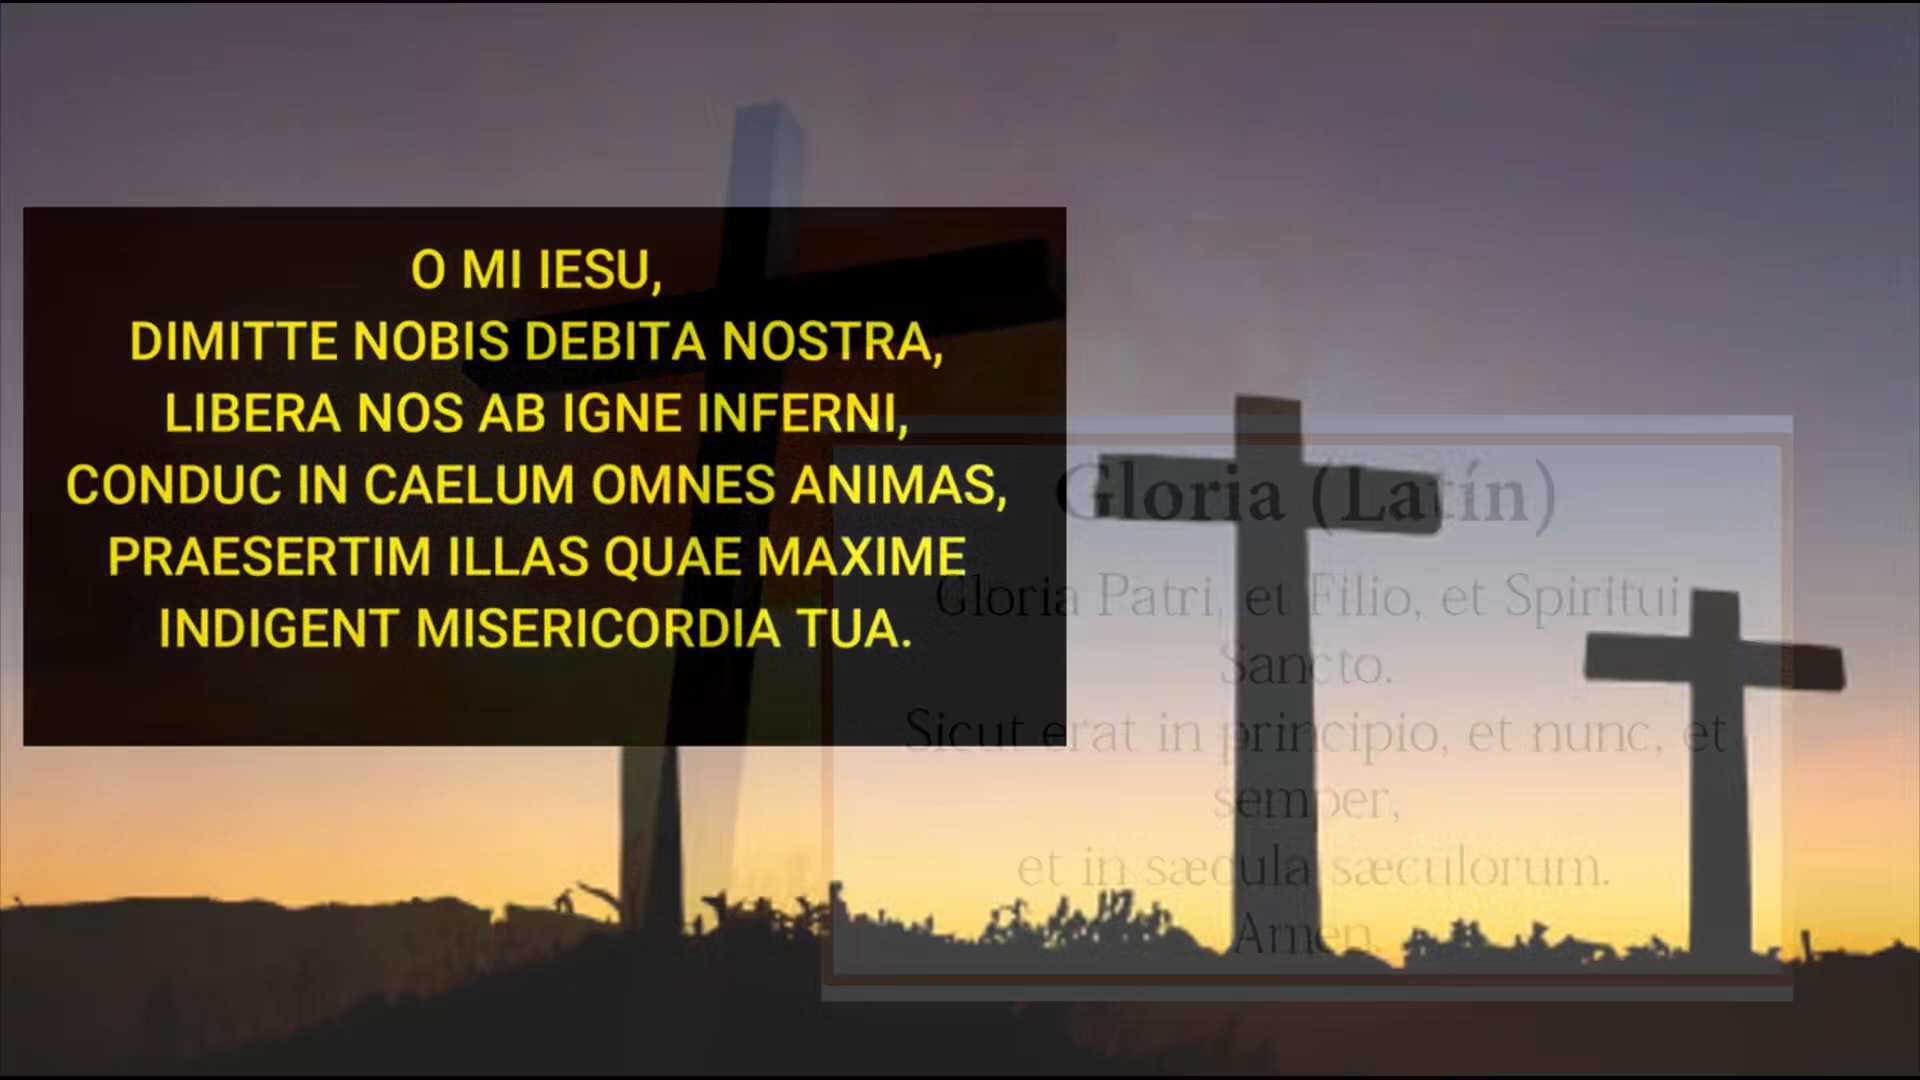 O MI IESU,
DIMITTE NOBIS DEBITA NOSTRA,
LIBERA NOS AB IGNE INFERNI,
CONDUC IN CAELUM OMNES ANIMAS,
PRAESERTIM ILLAS QUAE MAXIME
INDIGENT MISERICORDIA TUA.
Gloria (Latín)
Gloria Patri, et Filio, et Spiritui
Sancto.
Sicut erat in principio, et nunc, et
semper,
et in sæcula sæculorum.
Amen.